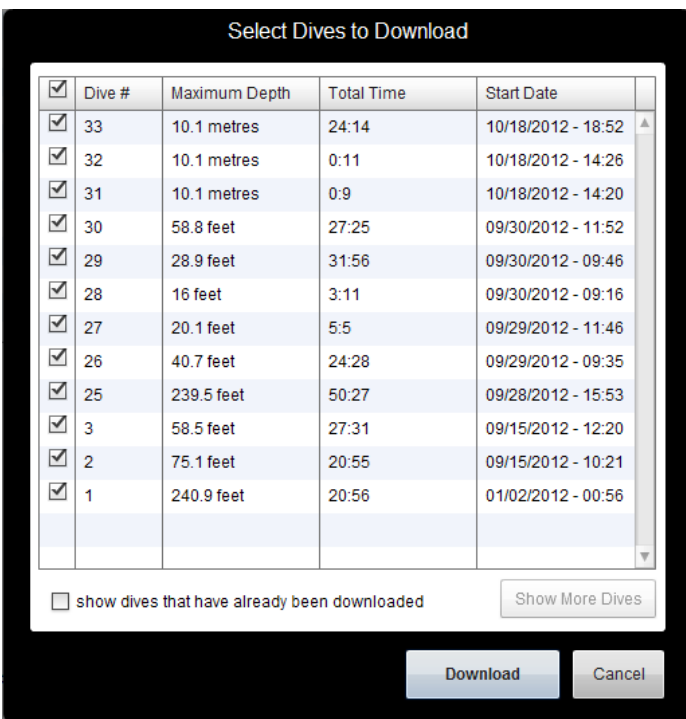 Select Dives to Download
Dive # Maximum Depth Total Time Start Date
33 10.1 metres 24:14 10/18/2012 - 18:52
32 10.1 metres 0:11 10/18/2012 - 14:26
31 10.1 metres 0:9 10/18/2012 - 14:20
30 58.8 feet 27:25 09/30/2012 - 11:52
29 28.9 feet 31:56 09/30/2012 - 09:46
28 16 feet 3:11 09/30/2012 - 09:16
27 20.1 feet 5:5 09/29/2012 - 11:46
26 40.7 feet 24:28 09/29/2012 - 09:35
25 239.5 feet 50:27 09/28/2012 - 15:53
3 58.5 feet 27:31 09/15/2012 - 12:20
2 75.1 feet 20:55 09/15/2012 - 10:21
1 240.9 feet 20:56 01/02/2012 - 00:56
show dives that have already been downloaded Show More Dives
Download Cancel